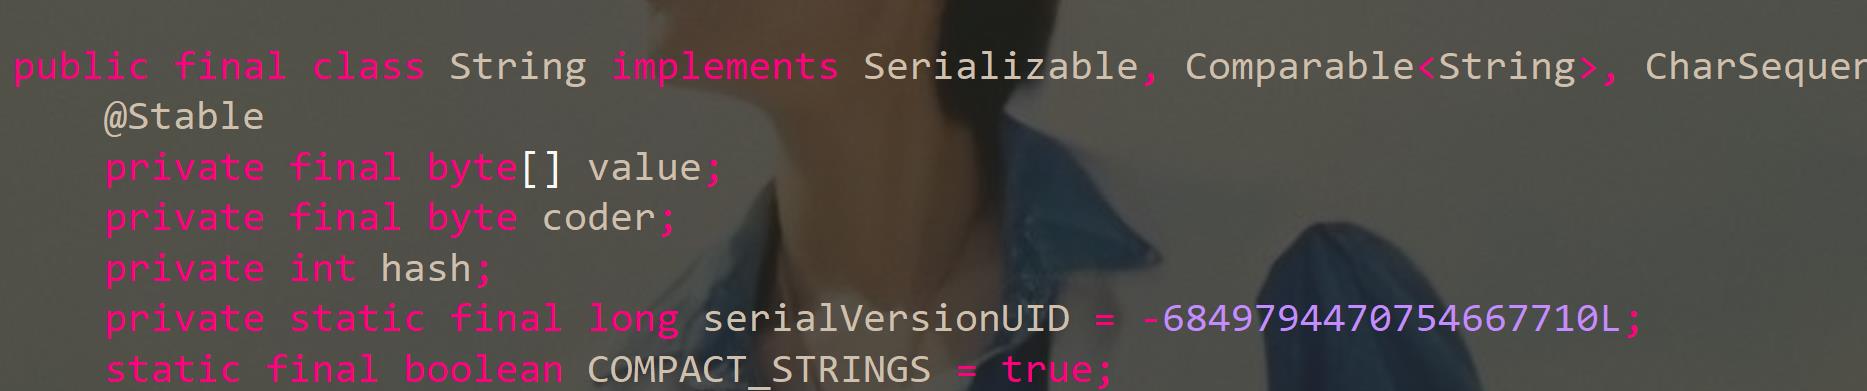 public final class String implements Serializable, Comparable<String>, CharSequen
@Stable
private final byte[] value;
private final byte coder;
private int hash;
private static final long serialVersionUID = -6849794470754667710L;
static final boolean COMPACT_STRINGS = true;